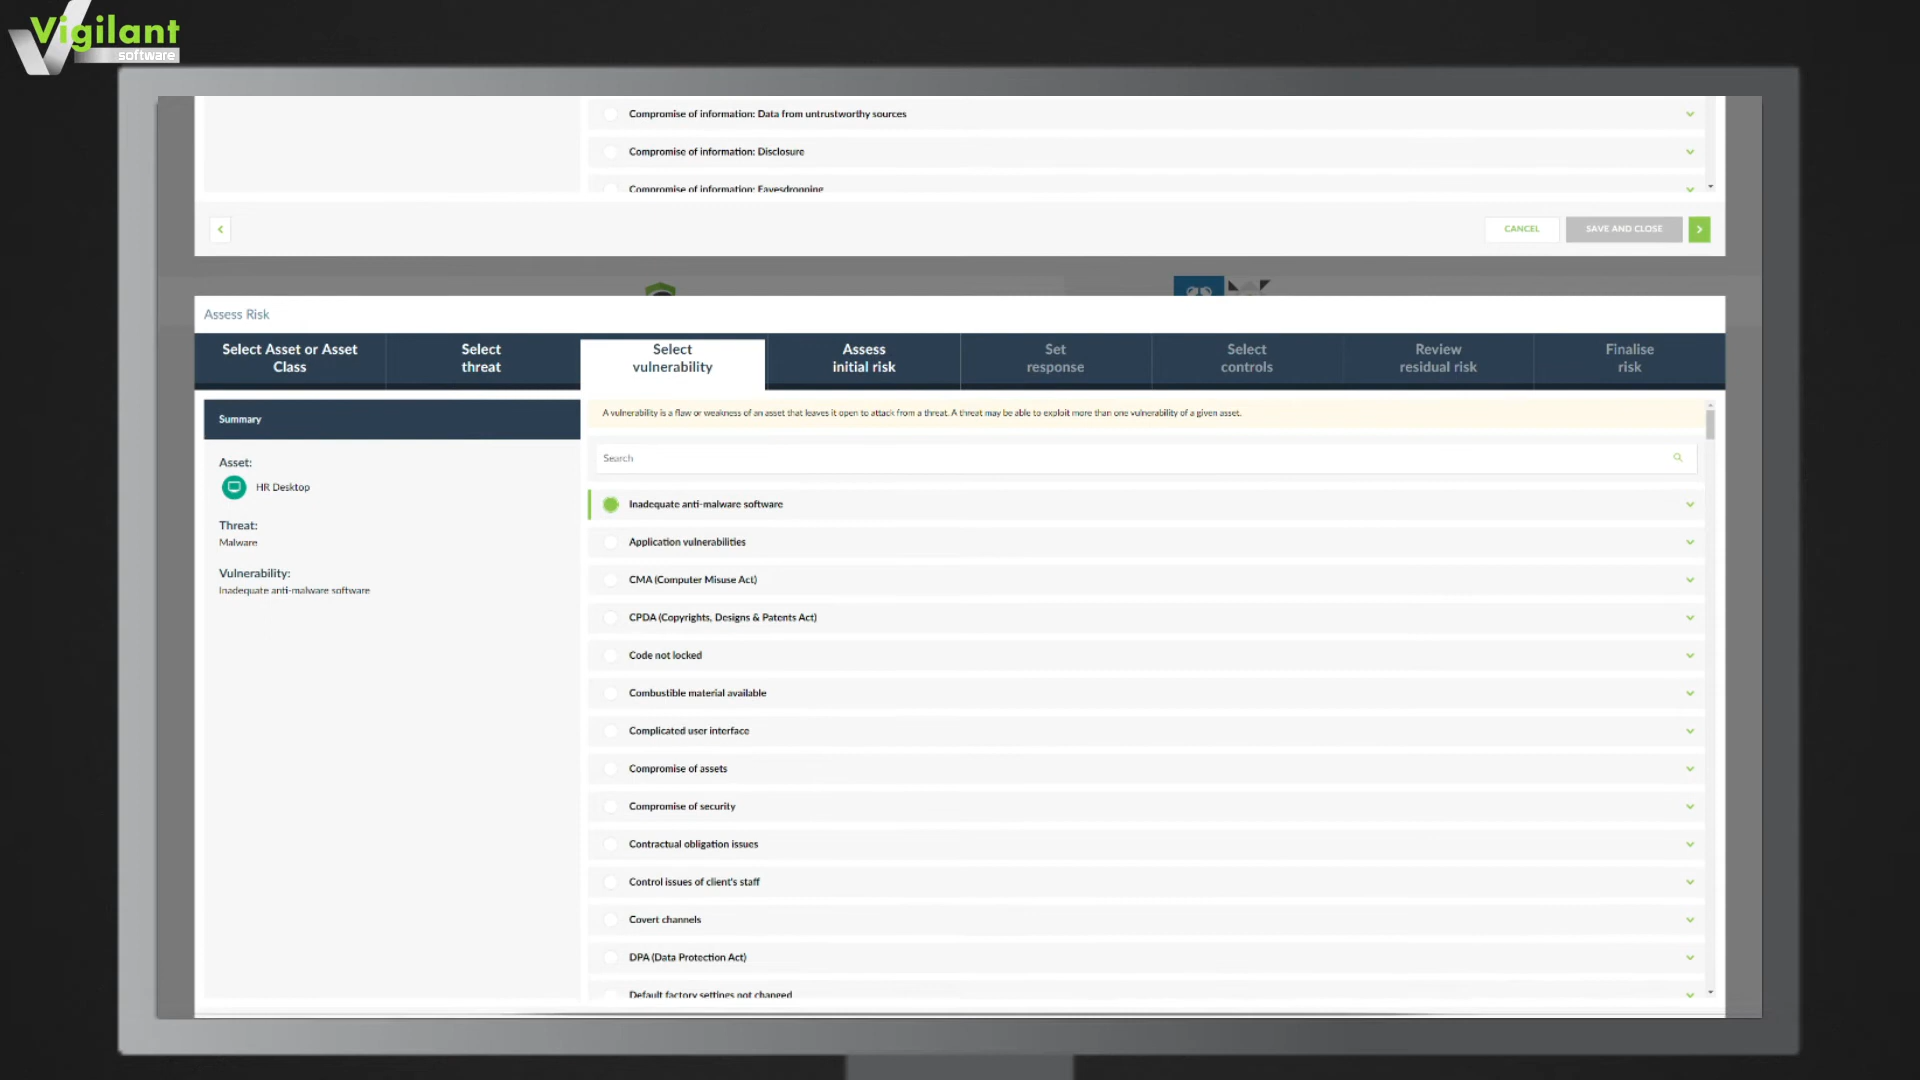 Vigilant
software
Compromise of information: Data from untrustworthy sources
Compromise of information: Disclosure
Compromise of information: Eavesdropping
CANCEL
SAVE AND CLOSE
Assess Risk
Select Asset or Asset
Class
Select
threat
Select
vulnerability
Assess
initial risk
Set
response
Select
controls
Review
residual risk
Finalise
risk
Summary
Asset:
HR Desktop
Threat:
Malware
Vulnerability:
Inadequate anti-malware software
A vulnerability is a flaw or weakness of an asset that leaves it open to attack from a threat. A threat may be able to exploit more than one vulnerability of a given asset.
Search
Inadequate anti-malware software
Application vulnerabilities
CMA (Computer Misuse Act)
CPDA (Copyrights, Designs & Patents Act)
Code not locked
Combustible material available
Complicated user interface
Compromise of assets
Compromise of security
Contractual obligation issues
Control issues of client's staff
Covert channels
DPA (Data Protection Act)
Default factory settings not changed